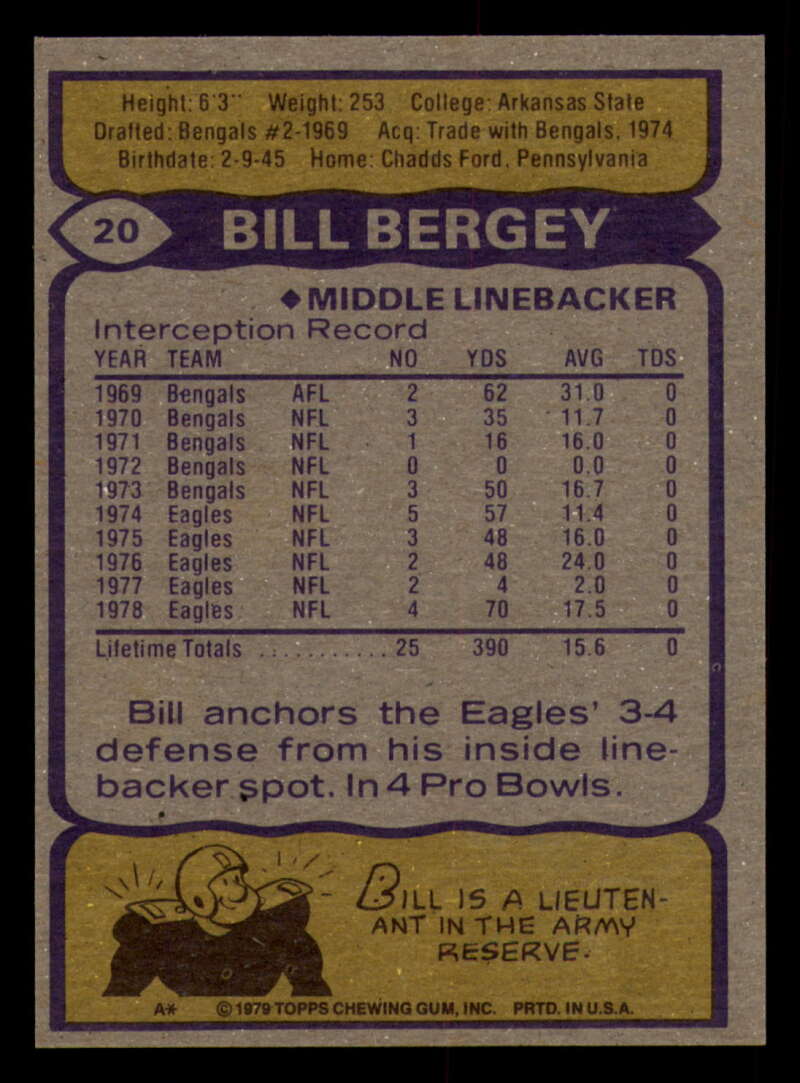 Height: 6'3" Weight: 253 College: Arkansas State
Drafted: Bengals #2-1969 Acq: Trade with Bengals, 1974
Birthdate: 2-9-45 Home: Chadds Ford, Pennsylvania
20 BILL BERGEY
◆ MIDDLE LINEBACKER
Interception Record
YEAR TEAM NO YDS AVG TDS
1969 Bengals AFL 2 62 31.0 0
1970 Bengals NFL 3 35 11.7 0
1971 Bengals NFL 1 16 16.0 0
1972 Bengals NFL 0 0 0.0 0
1973 Bengals NFL 3 50 16.7 0
1974 Eagles NFL 5 57 11.4 0
1975 Eagles NFL 3 48 16.0 0
1976 Eagles NFL 2 48 24.0 0
1977 Eagles NFL 2 4 2.0 0
1978 Eagles NFL 4 70 17.5 0
Lifetime Totals ........... 25 390 15.6 0
Bill anchors the Eagles' 3-4
defense from his inside line-
backer spot. In 4 Pro Bowls.
BILL IS A LIEUTEN-
ANT IN THE ARMY
RESERVE.
A* © 1979 TOPPS CHEWING GUM, INC. PRTD. IN U.S.A.